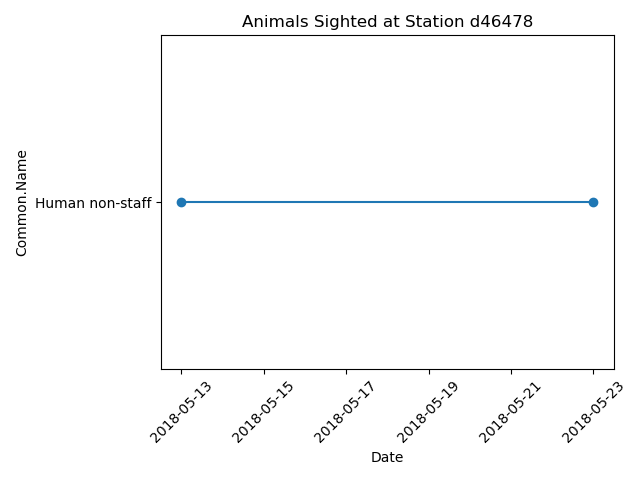 Animals Sighted at Station d46478
Common.Name
Human non-staff
2018-05-13
2018-05-15
2018-05-17
2018-05-19
2018-05-21
2018-05-23
Date